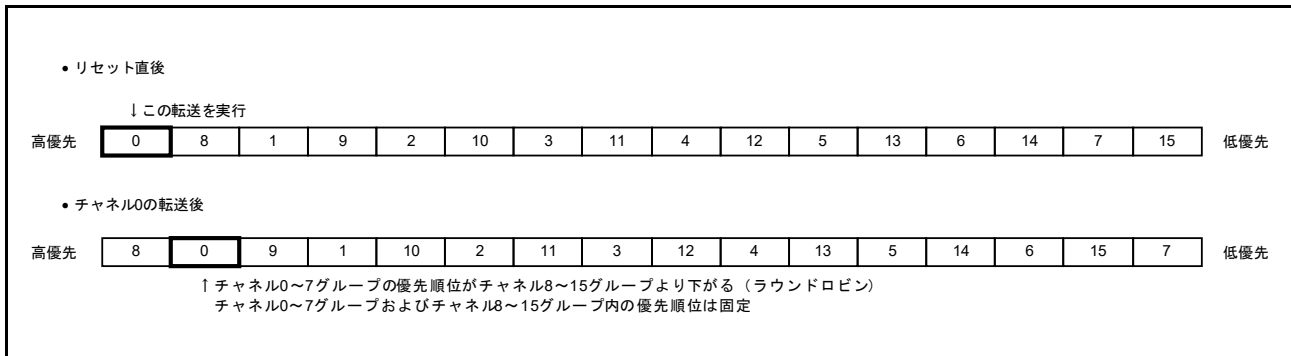 • リセット直後
↓この転送を実行
高優先 0 8 1 9 2 10 3 11 4 12 5 13 6 14 7 15 低優先
• チャネル0の転送後
高優先 8 0 9 1 10 2 11 3 12 4 13 5 14 6 15 7 低優先
↑チャネル0～7グループの優先順位がチャネル8～15グループより下がる（ラウンドロビン）
チャネル0～7グループおよびチャネル8～15グループ内の優先順位は固定